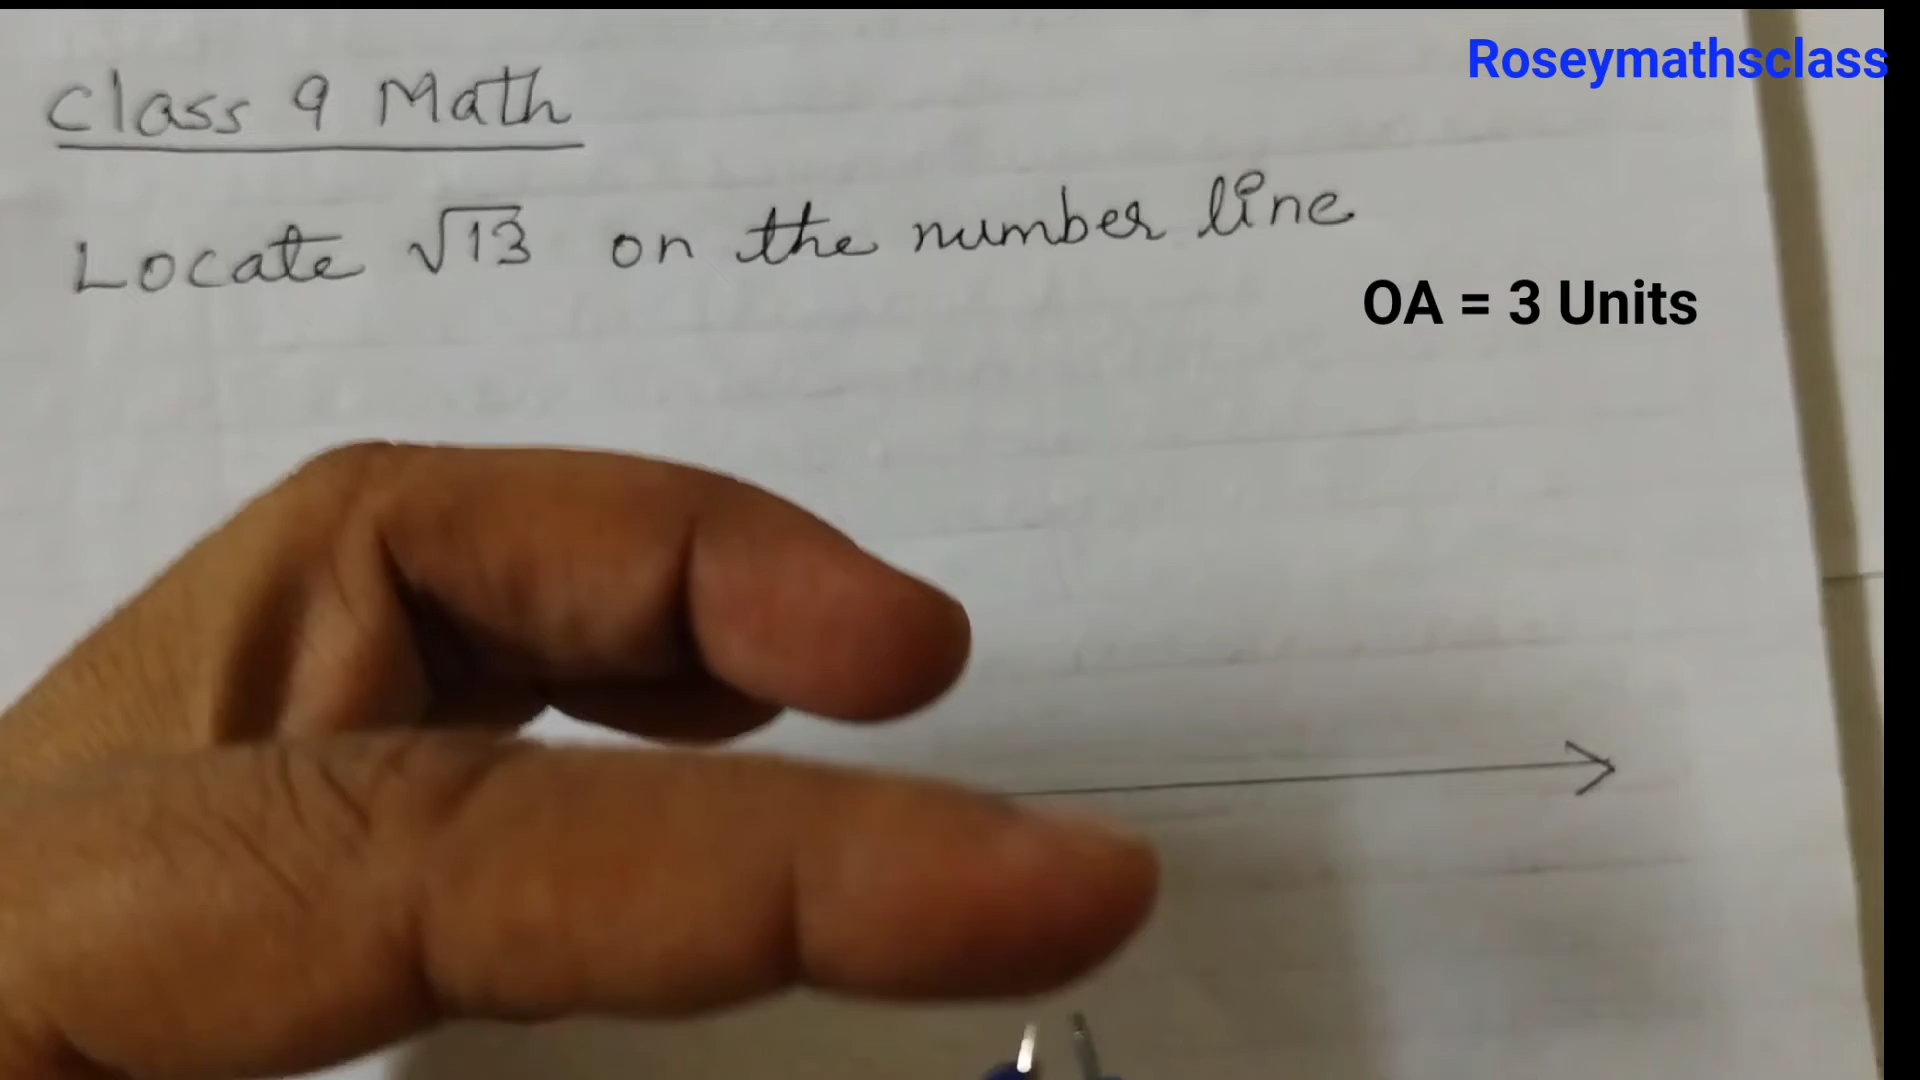 Roseymathsclass
Class 9 Math
Locate √13 on the number line
OA = 3 Units